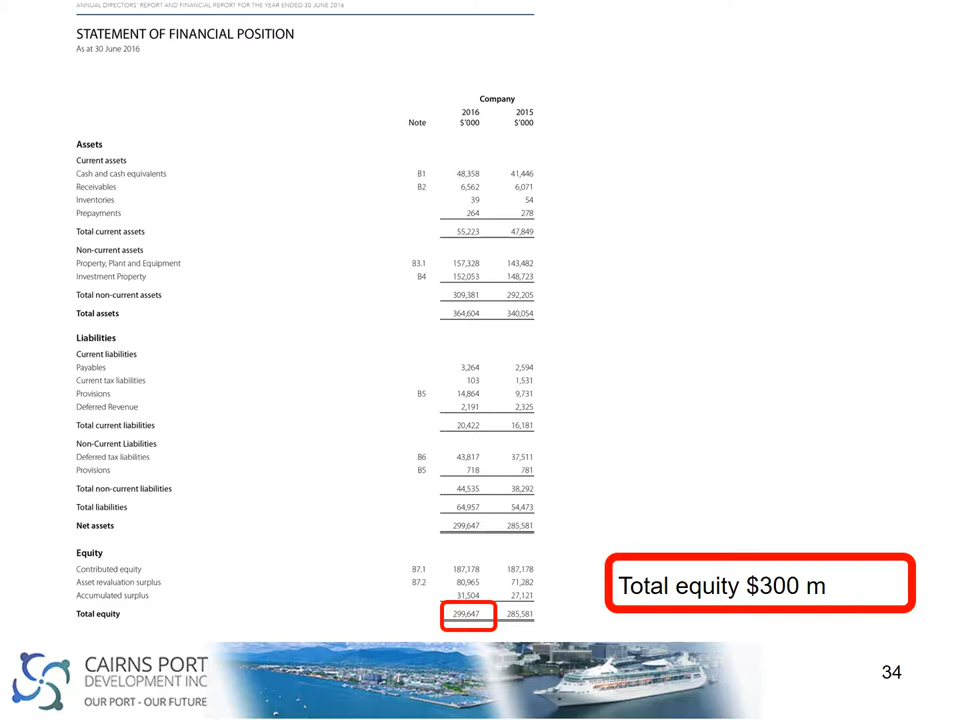 ANNUAL DIRECTORS' REPORT AND FINANCIAL REPORT FOR THE YEAR ENDED 30 JUNE 2016
STATEMENT OF FINANCIAL POSITION
As at 30 June 2016
Company
2016 2015
Note $'000 $'000
Assets
Current assets
Cash and cash equivalents B1 48,358 41,446
Receivables B2 6,562 6,071
Inventories 39 54
Prepayments 264 278
Total current assets 55,223 47,849
Non-current assets
Property, Plant and Equipment B3.1 157,328 143,482
Investment Property B4 152,053 148,723
Total non-current assets 309,381 292,205
Total assets 364,604 340,054
Liabilities
Current liabilities
Payables 3,264 2,594
Current tax liabilities 103 1,531
Provisions B5 14,864 9,731
Deferred Revenue 2,191 2,325
Total current liabilities 20,422 16,181
Non-Current Liabilities
Deferred tax liabilities B6 43,817 37,511
Provisions B5 718 781
Total non-current liabilities 44,535 38,292
Total liabilities 64,957 54,473
Net assets 299,647 285,581
Equity
Contributed equity B7.1 187,178 187,178
Asset revaluation surplus B7.2 80,965 71,282
Accumulated surplus 31,504 27,121
Total equity 299,647 285,581
Total equity $300 m
CAIRNS PORT
DEVELOPMENT INC
OUR PORT - OUR FUTURE
34